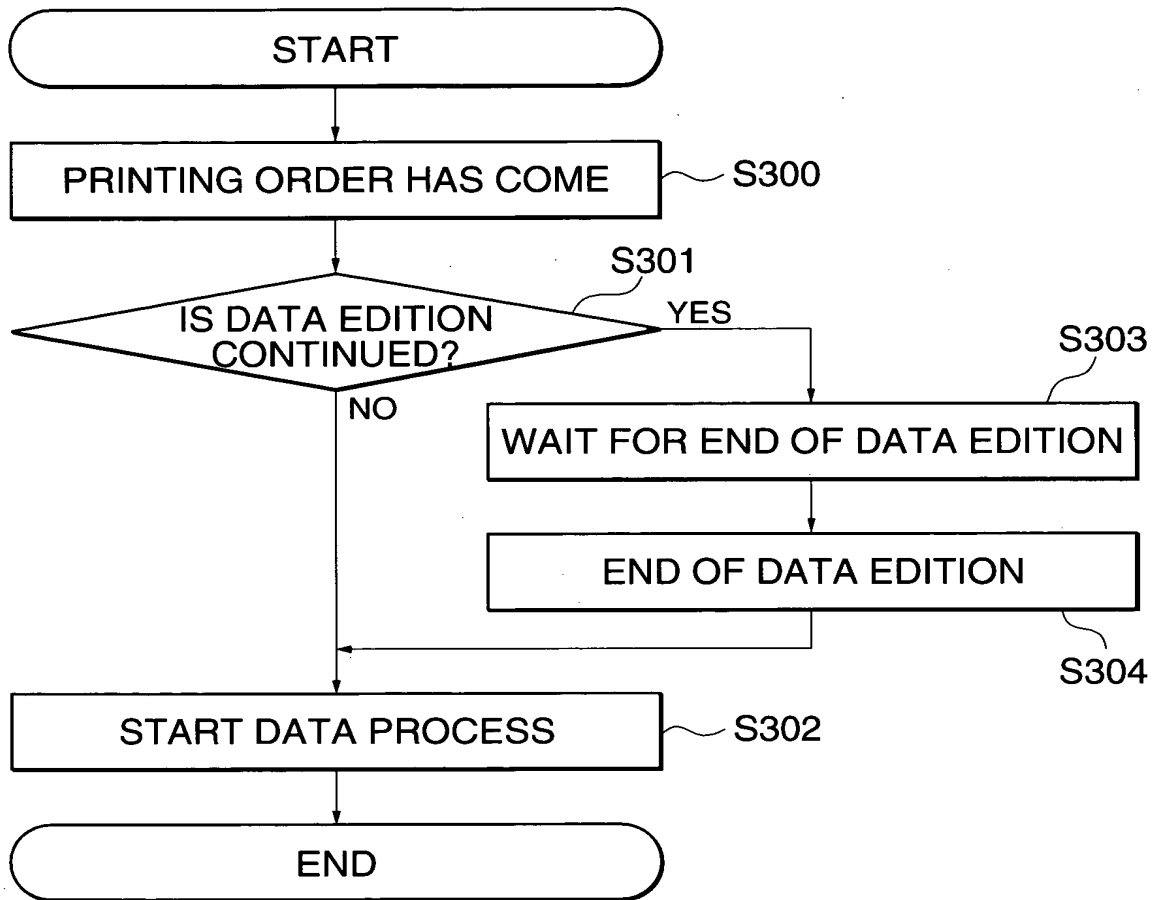 START
PRINTING ORDER HAS COME
S300
S301
IS DATA EDITION
CONTINUED?
YES
NO
S303
WAIT FOR END OF DATA EDITION
END OF DATA EDITION
S304
START DATA PROCESS
S302
END